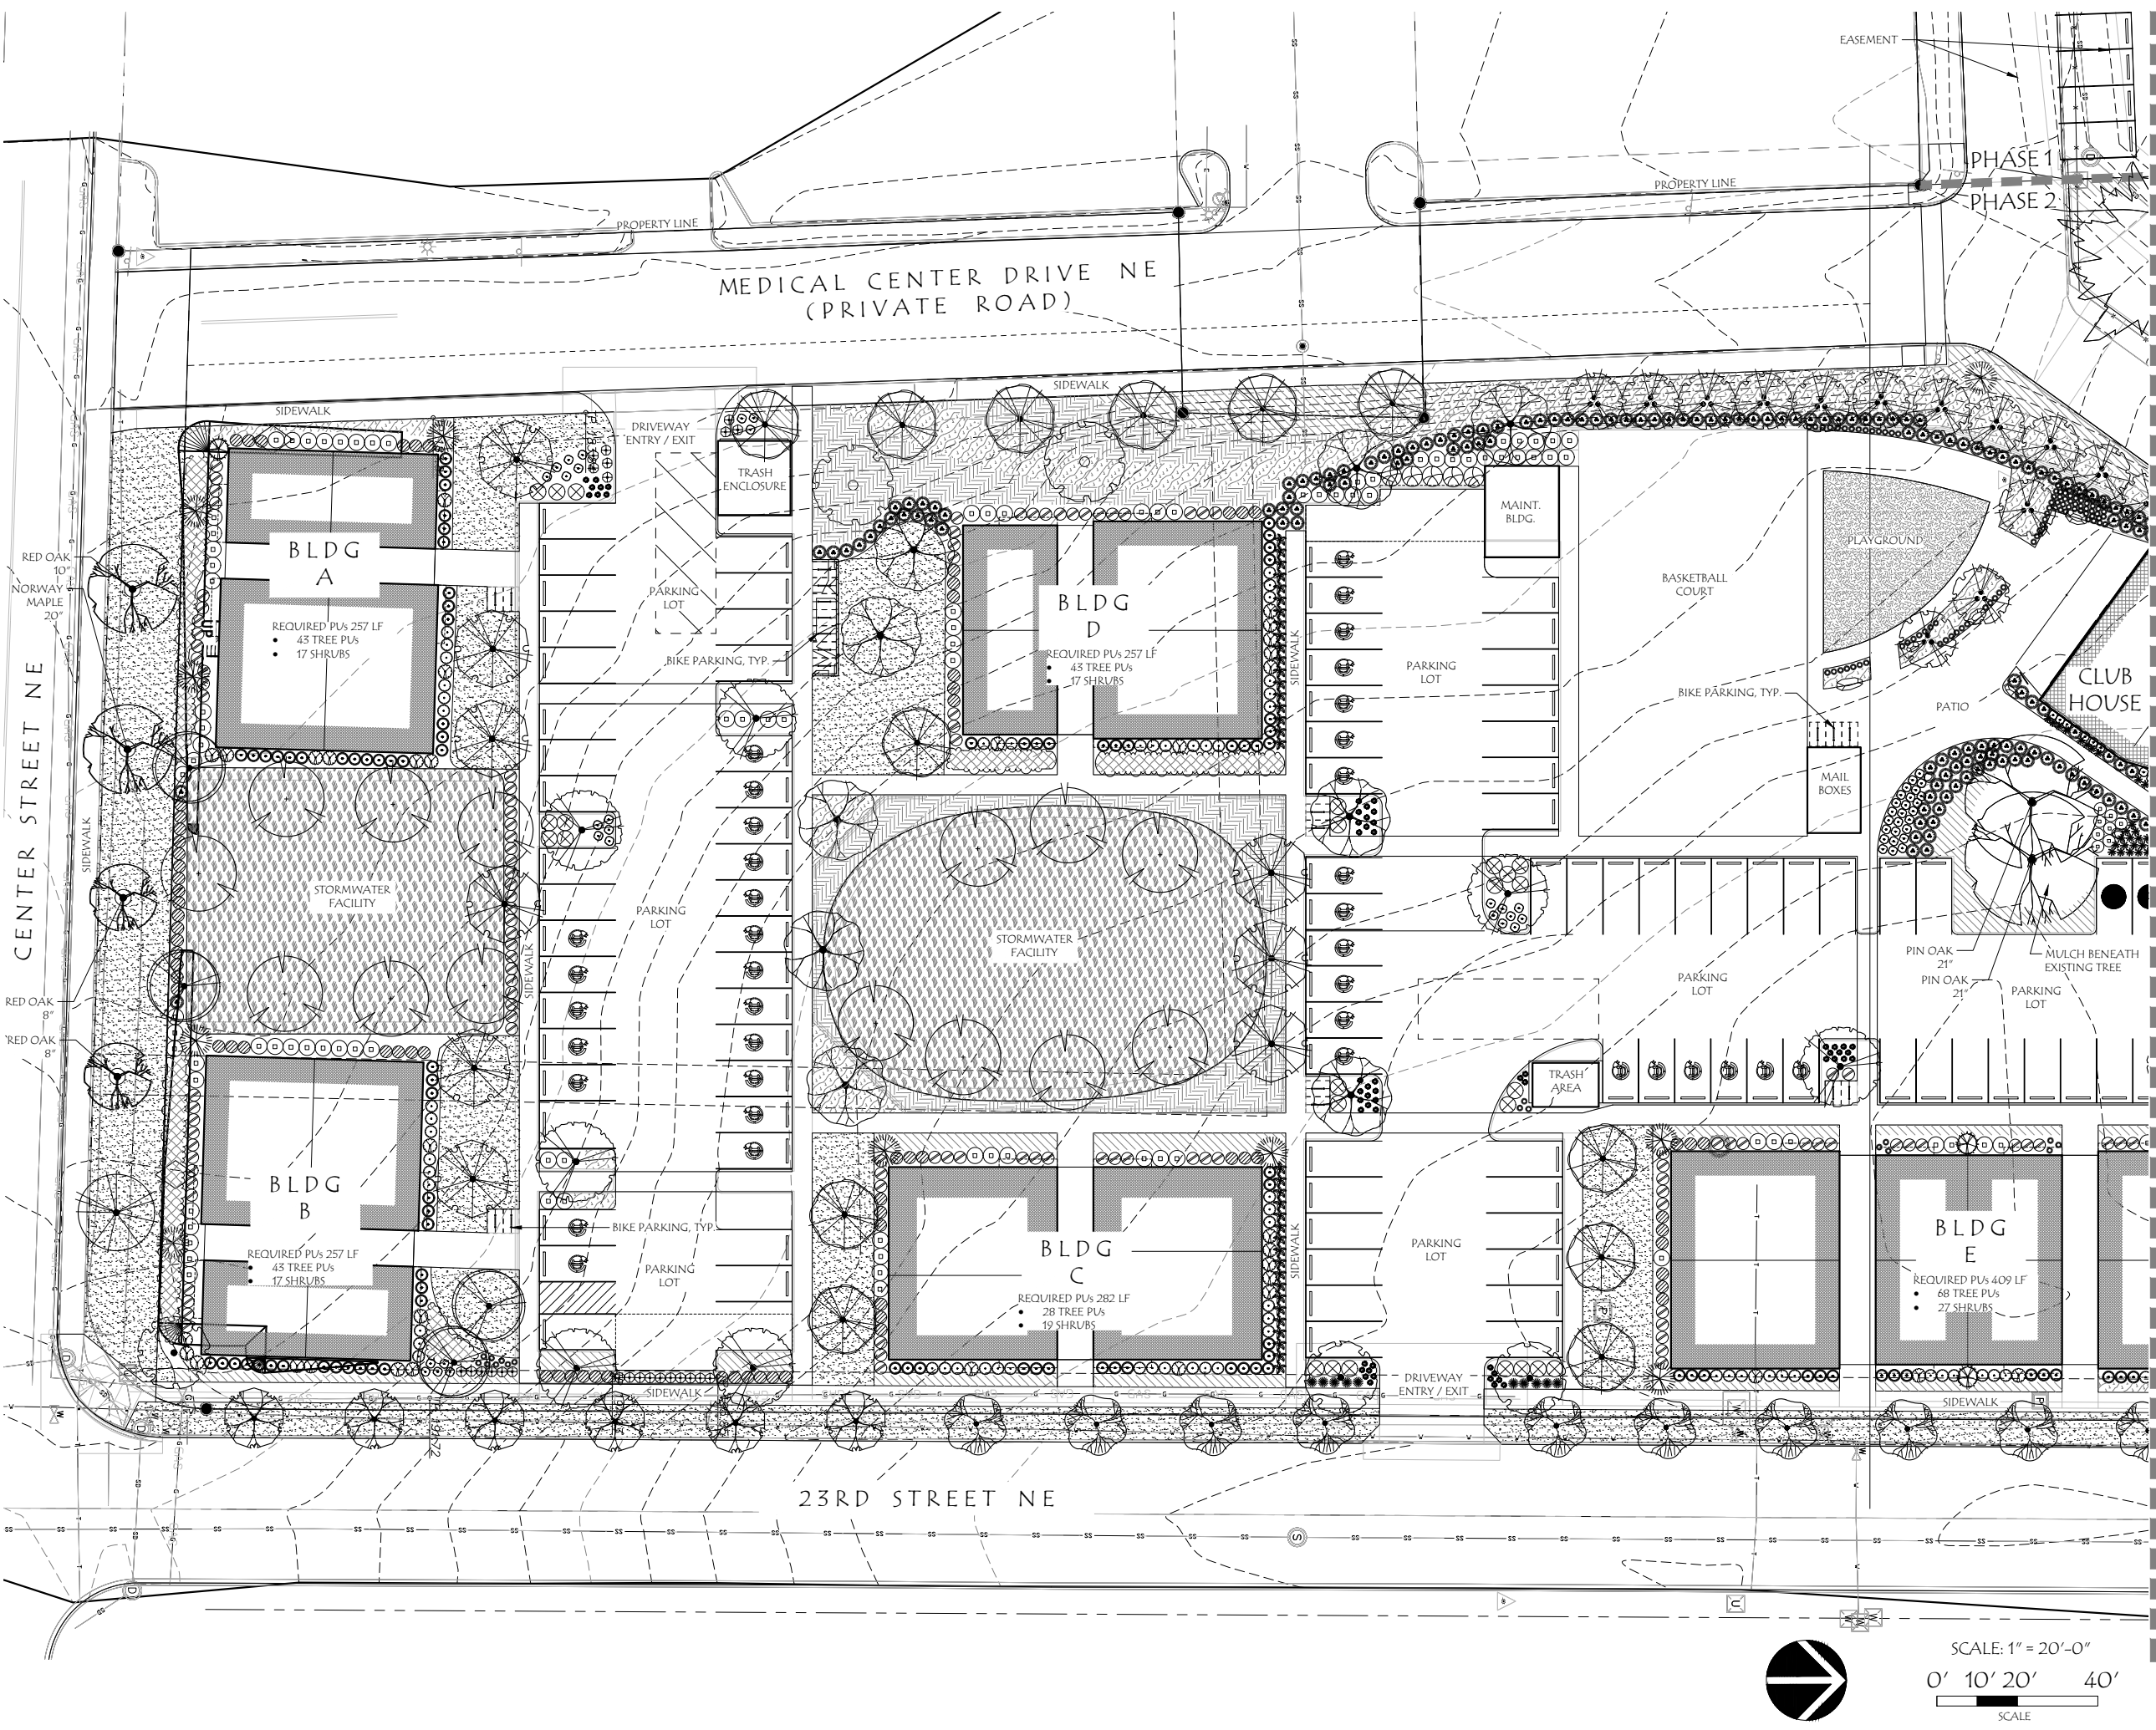 EASEMENT
PHASE 1
PHASE 2
PROPERTY LINE
PROPERTY LINE
MEDICAL CENTER DRIVE NE
(PRIVATE ROAD)
SIDEWALK
SIDEWALK
DRIVEWAY
ENTRY / EXIT
TRASH
ENCLOSURE
MAINT.
BLDG.
PLAYGROUND
BASKETBALL
COURT
RED OAK
10"
NORWAY
MAPLE
20"
BLDG
A
REQUIRED PUs 257 LF
• 43 TREE PUs
• 17 SHRUBS
PARKING
LOT
BIKE PARKING, TYP.
BLDG
D
REQUIRED PUs 257 LF
• 43 TREE PUs
• 17 SHRUBS
SIDEWALK
PARKING
LOT
BIKE PARKING, TYP.
PATIO
CLUB
HOUSE
MAIL
BOXES
CENTER STREET NE
SIDEWALK
STORMWATER
FACILITY
SIDEWALK
PARKING
LOT
STORMWATER
FACILITY
PARKING
LOT
PIN OAK
21"
PIN OAK
21"
MULCH BENEATH
EXISTING TREE
PARKING
LOT
RED OAK
8"
RED OAK
8"
TRASH
AREA
BLDG
B
REQUIRED PUs 257 LF
• 43 TREE PUs
• 17 SHRUBS
BIKE PARKING, TYP.
PARKING
LOT
BLDG
C
REQUIRED PUs 282 LF
• 28 TREE PUs
• 19 SHRUBS
SIDEWALK
PARKING
LOT
BLDG
E
REQUIRED PUs 409 LF
• 68 TREE PUs
• 27 SHRUBS
SIDEWALK
DRIVEWAY
ENTRY / EXIT
SIDEWALK
23RD STREET NE
SCALE: 1" = 20'-0"
0' 10' 20' 40'
SCALE